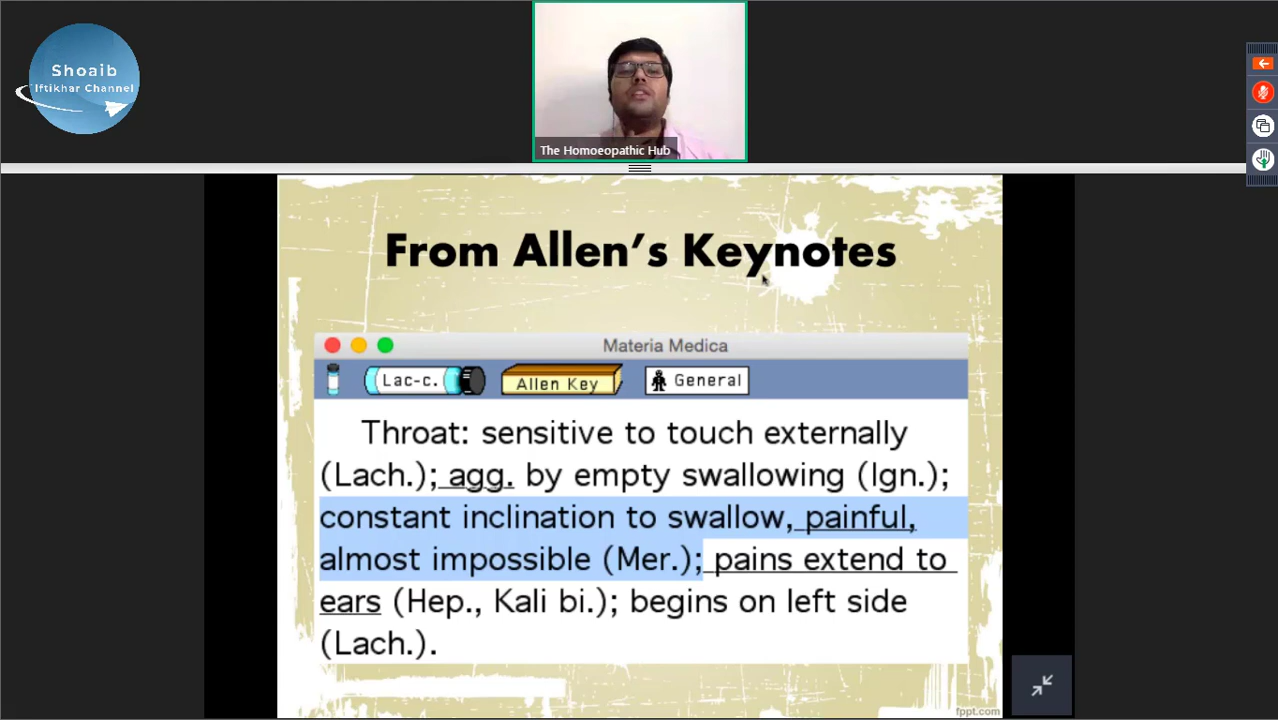 Shoaib
Iftikhar Channel
The Homoeopathic Hub
From Allen's Keynotes
Materia Medica
Lac-c.
Allen Key
General
Throat: sensitive to touch externally
(Lach.); agg. by empty swallowing (Ign.);
constant inclination to swallow, painful,
almost impossible (Mer.); pains extend to
ears (Hep., Kali bi.); begins on left side
(Lach.).
fppt.com